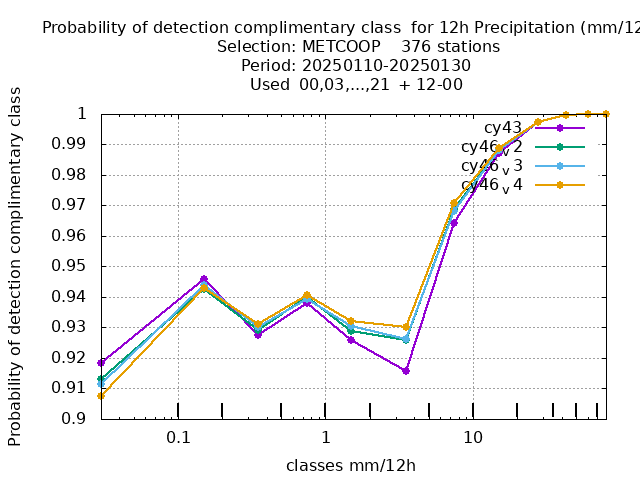 Probability of detection complimentary class  for 12h Precipitation (mm/12
Selection: METCOOP    376 stations
Period: 20250110-20250130
Used  00,03,...,21  + 12-00
Probability of detection complimentary class
1
0.99
0.98
0.97
0.96
0.95
0.94
0.93
0.92
0.91
0.9
cy43
cy46v2
cy46v3
cy46v4
0.1
1
10
classes mm/12h